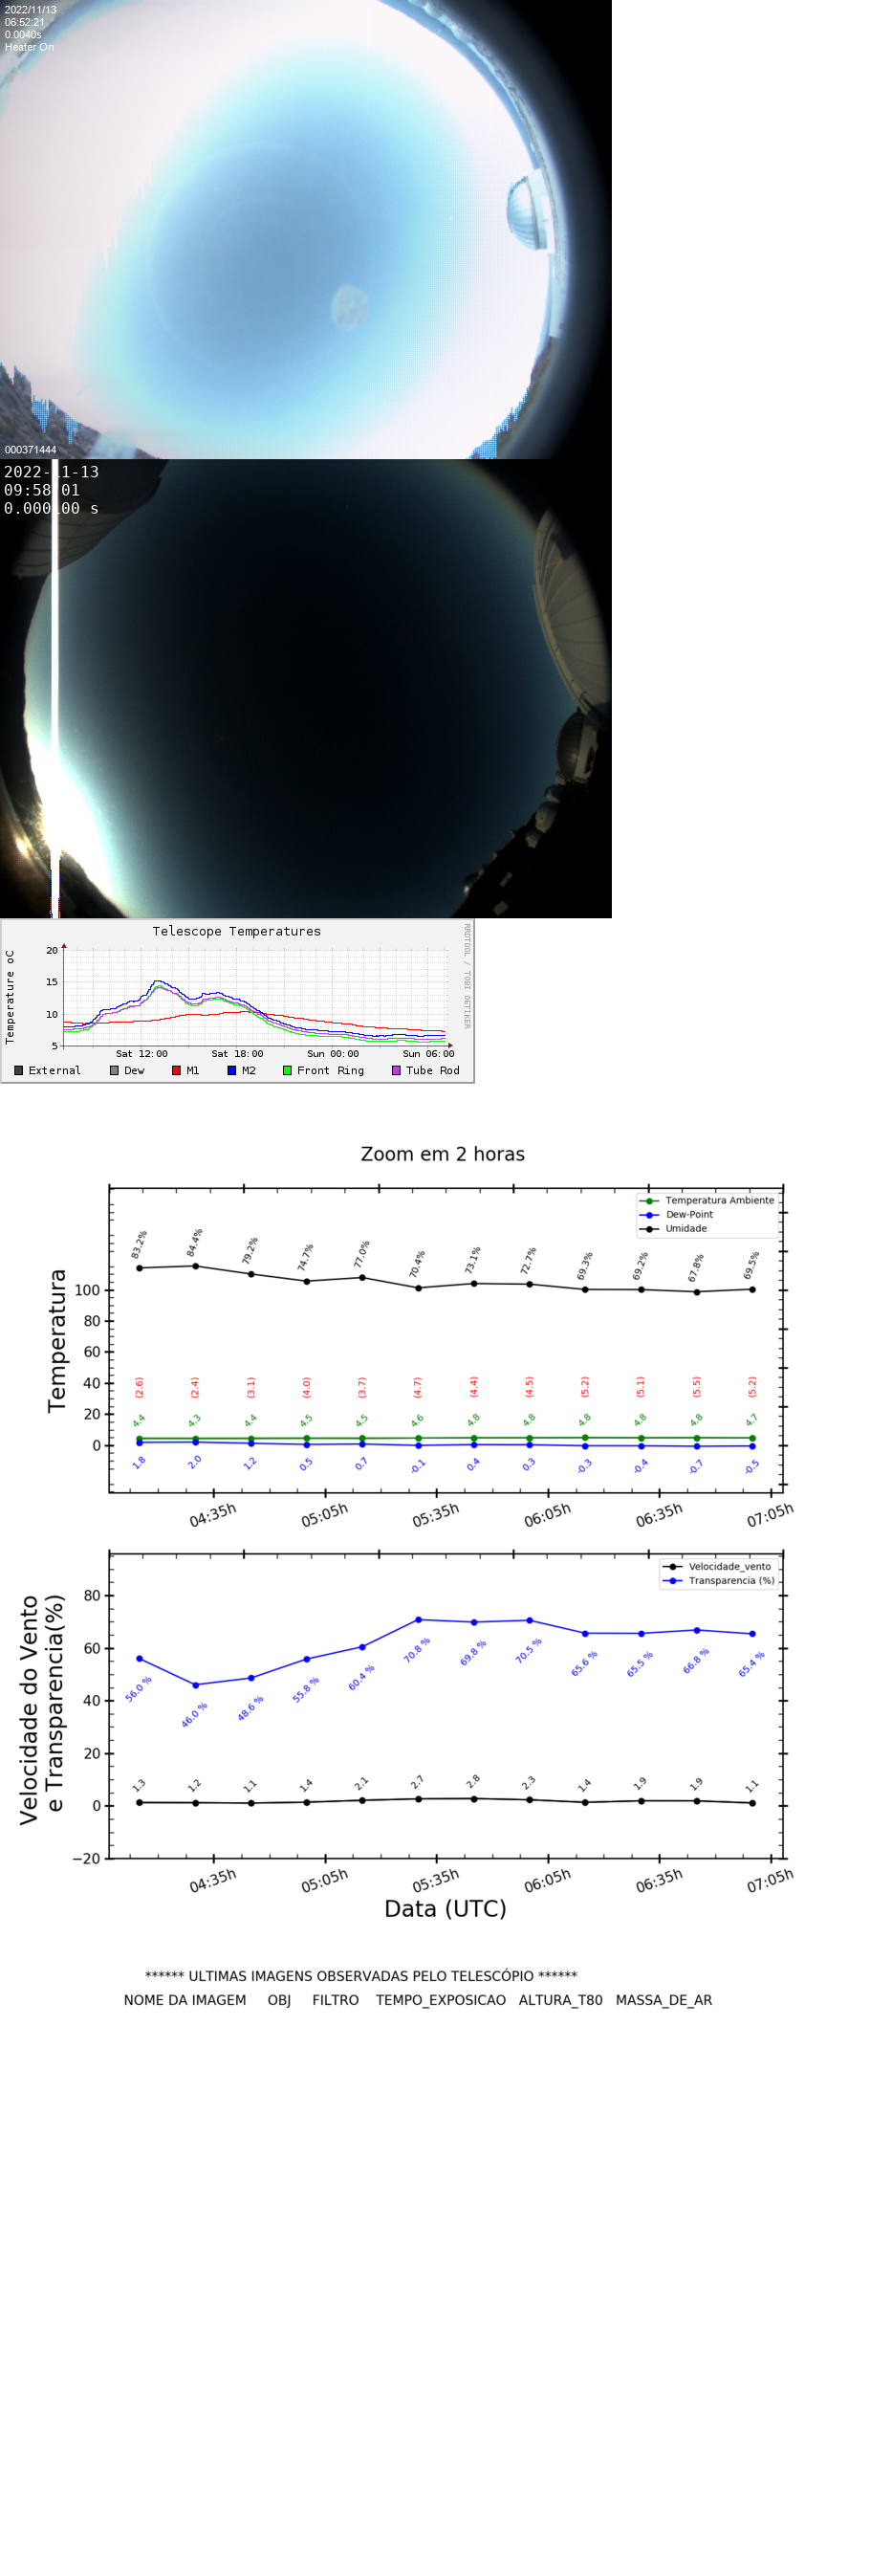 2022/11/13
06:52:21
0.0040s
Heater On
000371444
2022-11-13
09:58:01
0.000100 s
Telescope Temperatures
RRDTOOL / TOBI OETIKER
Temperature oC
20
15
10
5
Sat 12:00 Sat 18:00 Sun 00:00 Sun 06:00
External Dew M1 M2 Front Ring Tube Rod
Zoom em 2 horas
Temperatura Ambiente
Dew-Point
Umidade
Temperatura
83.2% 84.4% 79.2% 74.7% 77.0% 70.4% 73.1% 72.7% 69.3% 69.2% 67.8% 69.5%
100
80
60
40
20
0
(2.6) (2.4) (3.1) (4.0) (3.7) (4.7) (4.4) (4.5) (5.2) (5.1) (5.5) (5.2)
4.4 4.3 4.4 4.5 4.5 4.6 4.8 4.8 4.8 4.8 4.8 4.7
1.8 2.0 1.2 0.5 0.7 -0.1 0.4 0.3 -0.3 -0.4 -0.7 -0.5
04:35h 05:05h 05:35h 06:05h 06:35h 07:05h
Velocidade_vento
Transparencia (%)
Velocidade do Vento
e Transparencia(%)
80
60
40
20
0
−20
56.0 % 46.0 % 48.6 % 55.8 % 60.4 % 70.8 % 69.8 % 70.5 % 65.6 % 65.5 % 66.8 % 65.4 %
1.3 1.2 1.1 1.4 2.1 2.7 2.8 2.3 1.4 1.9 1.9 1.1
04:35h 05:05h 05:35h 06:05h 06:35h 07:05h
Data (UTC)
****** ULTIMAS IMAGENS OBSERVADAS PELO TELESCÓPIO ******
NOME DA IMAGEM OBJ FILTRO TEMPO_EXPOSICAO ALTURA_T80 MASSA_DE_AR